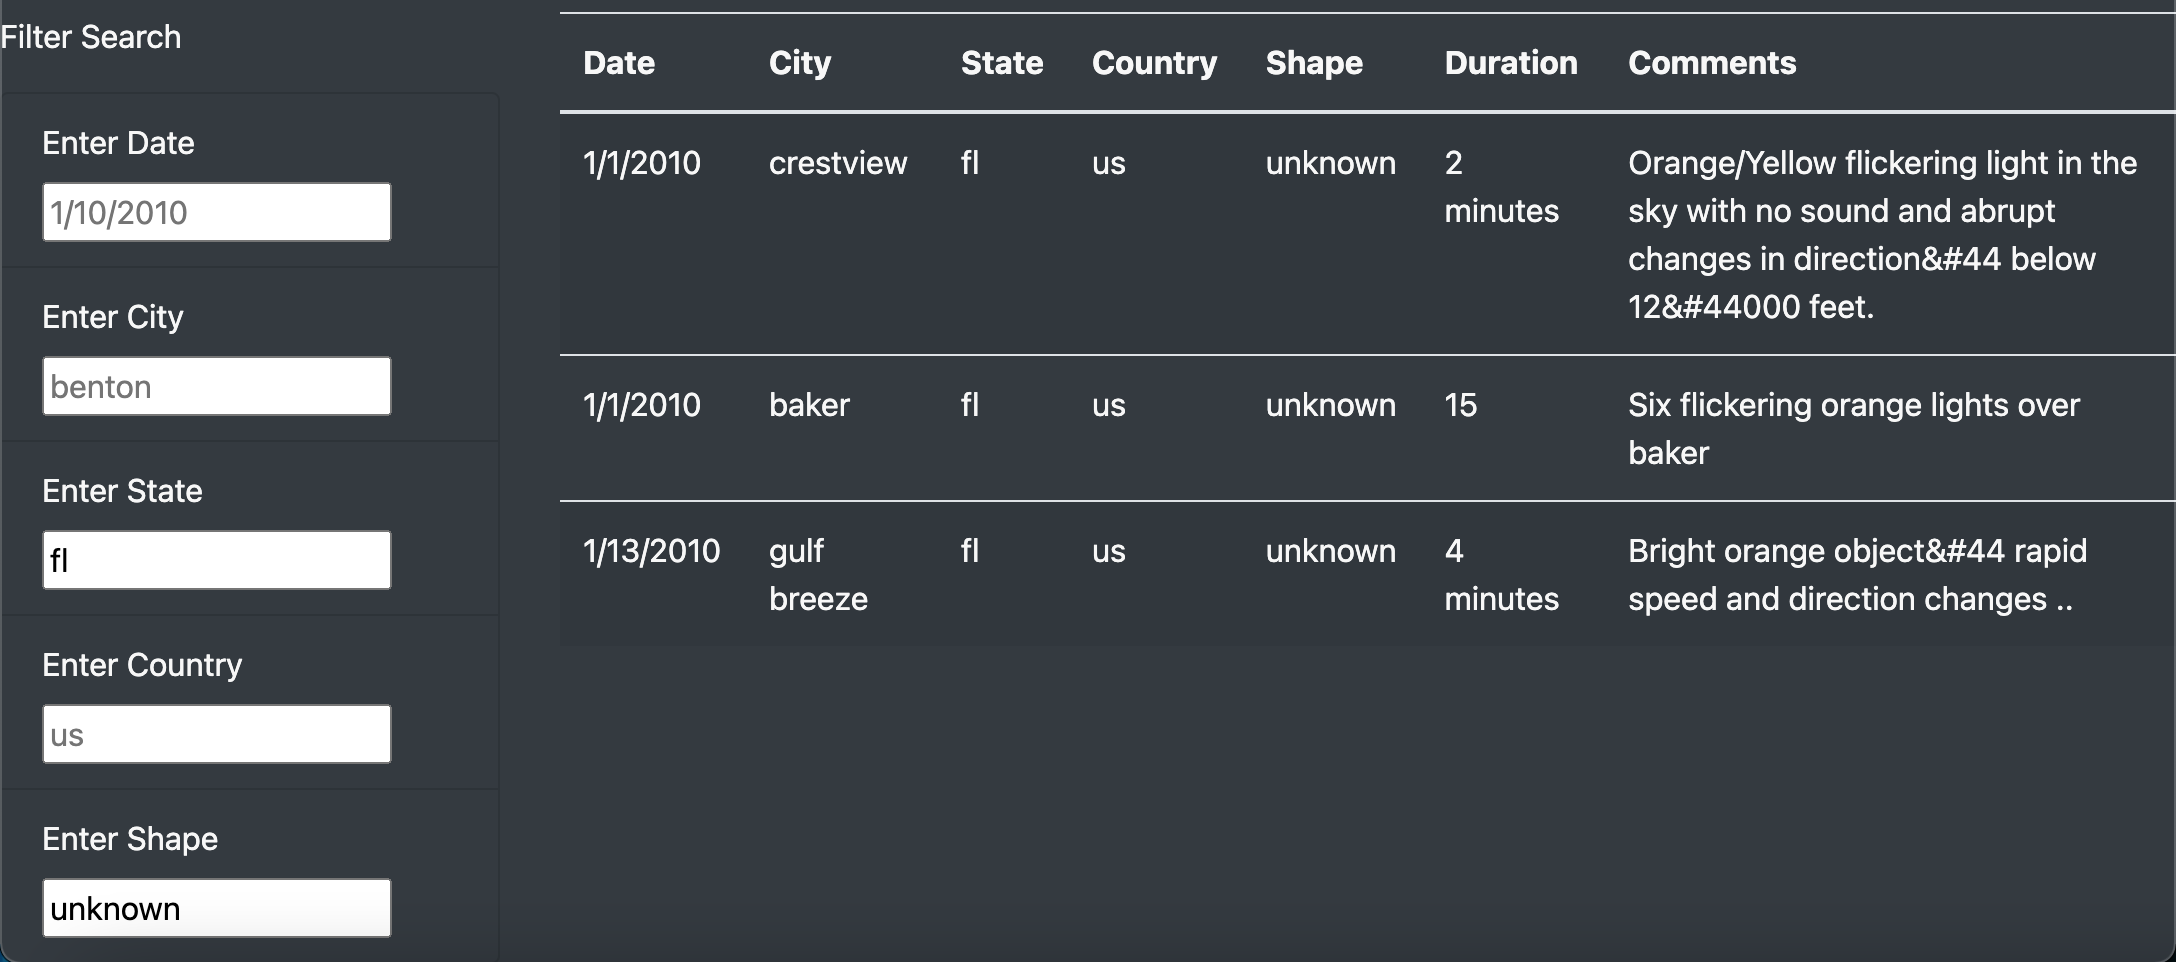 Filter Search
Enter Date
1/10/2010
Enter City
benton
Enter State
fl
Enter Country
us
Enter Shape
unknown
Date City State Country Shape Duration Comments
1/1/2010 crestview fl us unknown 2 Orange/Yellow flickering light in the
minutes sky with no sound and abrupt
changes in direction&#44 below
12&#44000 feet.
1/1/2010 baker fl us unknown 15 Six flickering orange lights over
baker
1/13/2010 gulf fl us unknown 4 Bright orange object&#44 rapid
breeze minutes speed and direction changes ..